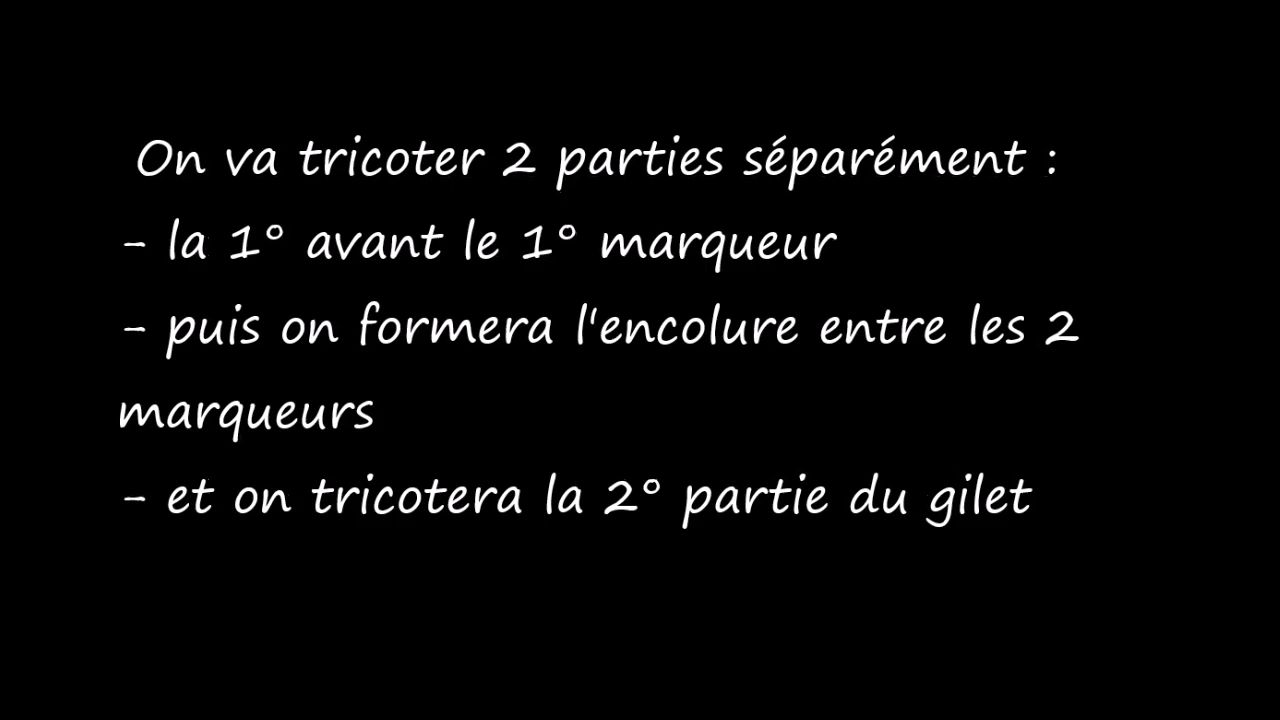 On va tricoter 2 parties séparément :
- la 1° avant le 1° marqueur
- puis on formera l'encolure entre les 2
marqueurs
- et on tricotera la 2° partie du gilet